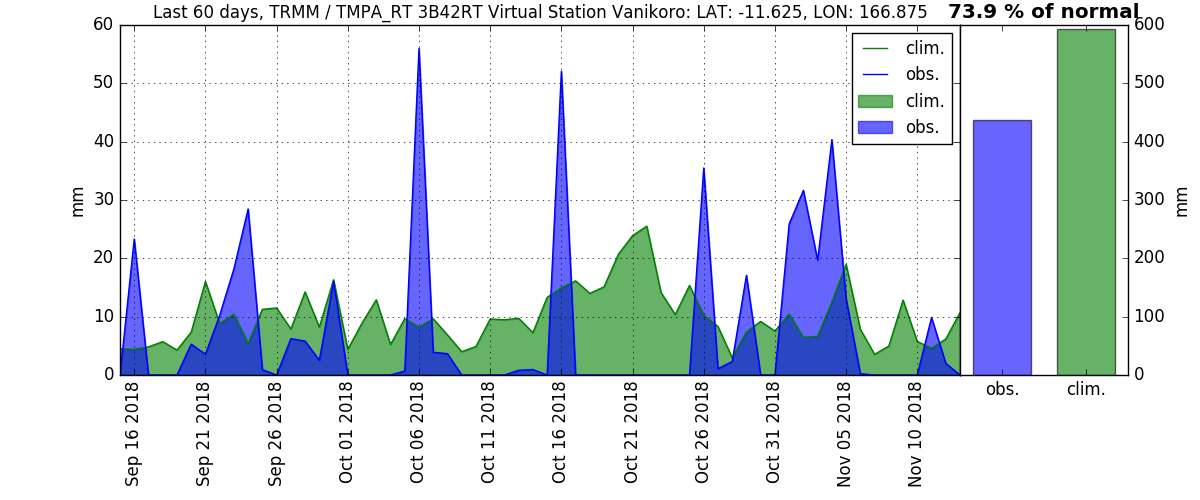 Last 60 days, TRMM / TMPA_RT 3B42RT Virtual Station Vanikoro: LAT: -11.625, LON: 166.875
73.9 % of normal
60
50
40
30
20
10
0
mm
clim.
obs.
clim.
obs.
600
500
400
300
200
100
0
mm
Sep 16 2018
Sep 21 2018
Sep 26 2018
Oct 01 2018
Oct 06 2018
Oct 11 2018
Oct 16 2018
Oct 21 2018
Oct 26 2018
Oct 31 2018
Nov 05 2018
Nov 10 2018
obs.
clim.